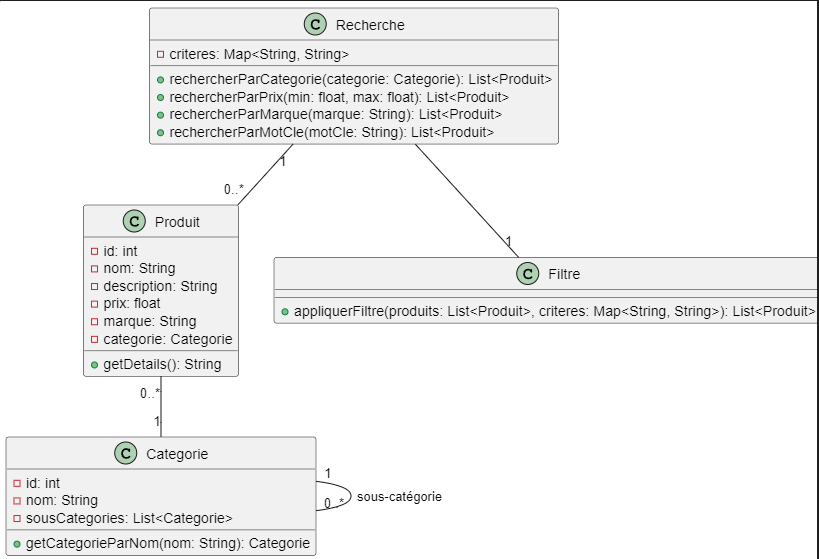 C Recherche
criteres: Map<String, String>
rechercherParCategorie(categorie: Categorie): List<Produit>
rechercherParPrix(min: float, max: float): List<Produit>
rechercherParMarque(marque: String): List<Produit>
rechercherParMotCle(motCle: String): List<Produit>
1
0..*
1
C Produit
id: int
nom: String
description: String
prix: float
marque: String
categorie: Categorie
getDetails(): String
C Filtre
appliquerFiltre(produits: List<Produit>, criteres: Map<String, String>): List<Produit>
0..*
1
C Categorie
id: int
nom: String
sousCategories: List<Categorie>
getCategorieParNom(nom: String): Categorie
1
0..*
sous-catégorie